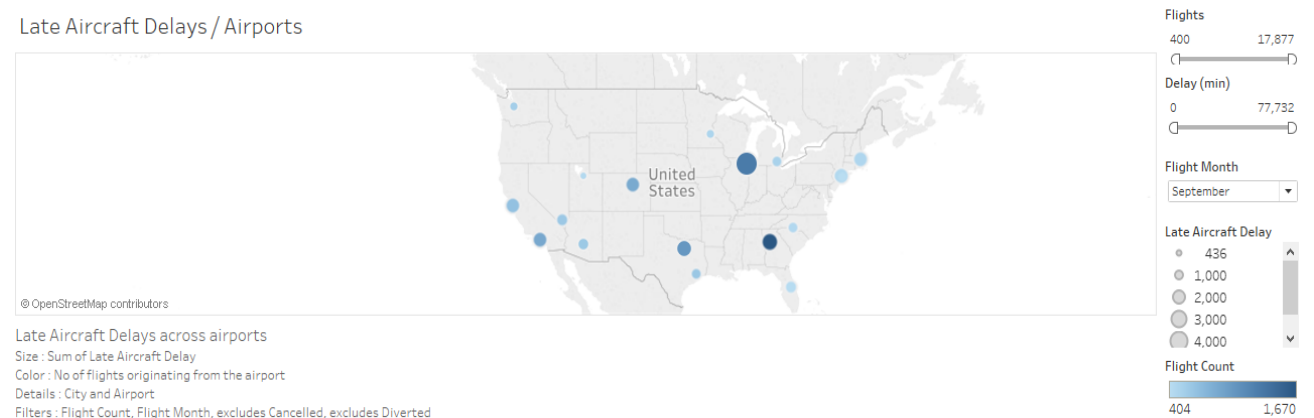 Late Aircraft Delays / Airports
United
States
© OpenStreetMap contributors
Late Aircraft Delays across airports
Size : Sum of Late Aircraft Delay
Color : No of flights originating from the airport
Details : City and Airport
Filters : Flight Count, Flight Month, excludes Cancelled, excludes Diverted
Flights
400 17,877
Delay (min)
0 77,732
Flight Month
September
Late Aircraft Delay
436
1,000
2,000
3,000
4,000
Flight Count
404 1,670